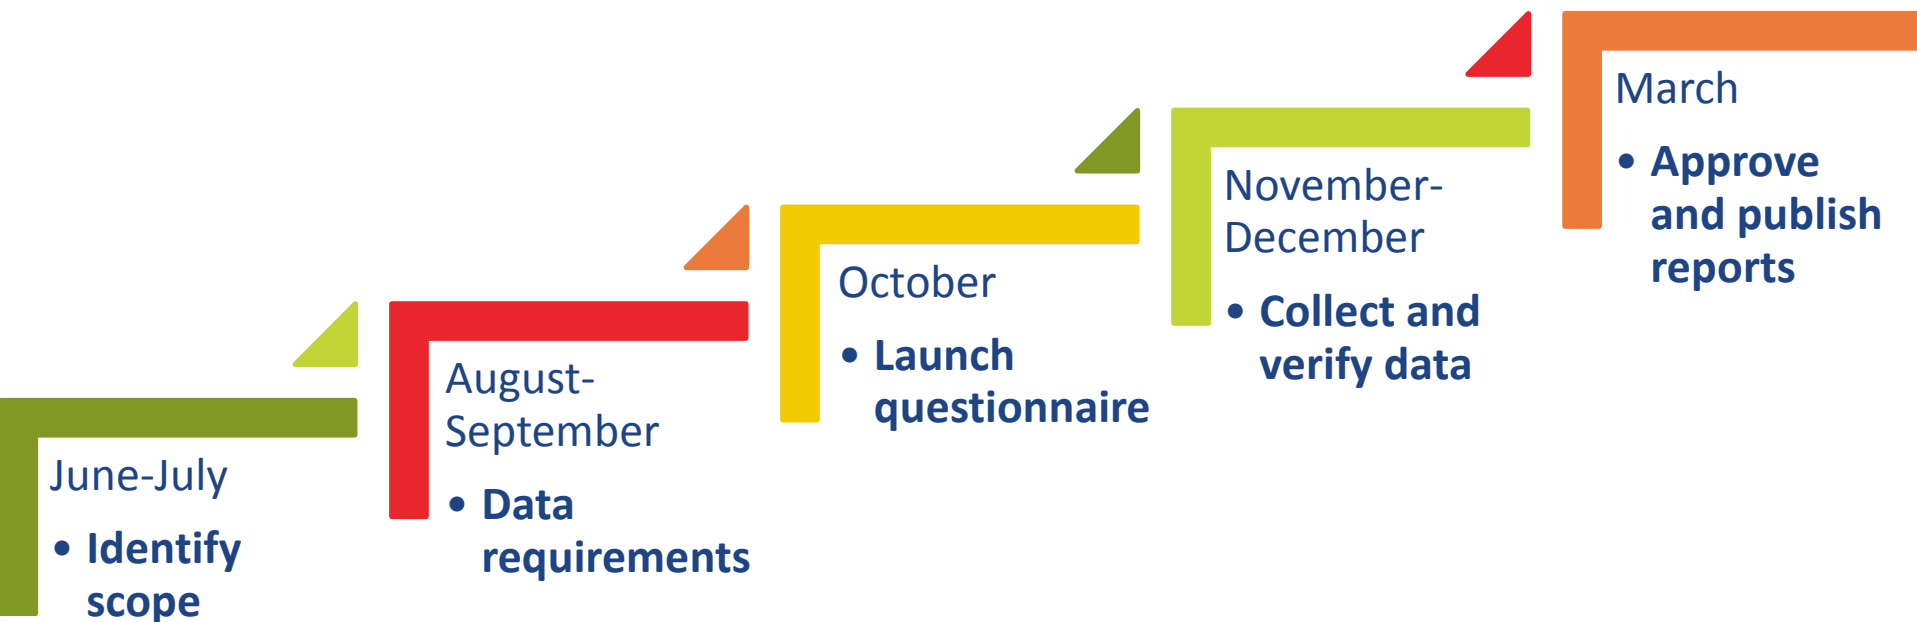 June-July
• Identify
scope
August-
September
• Data
requirements
October
• Launch
questionnaire
November-
December
• Collect and
verify data
March
• Approve
and publish
reports